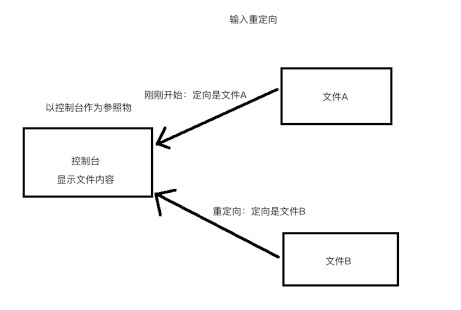 输入重定向
刚刚开始：定向是文件A
文件A
以控制台作为参照物
控制台
显示文件内容
重定向：定向是文件B
文件B